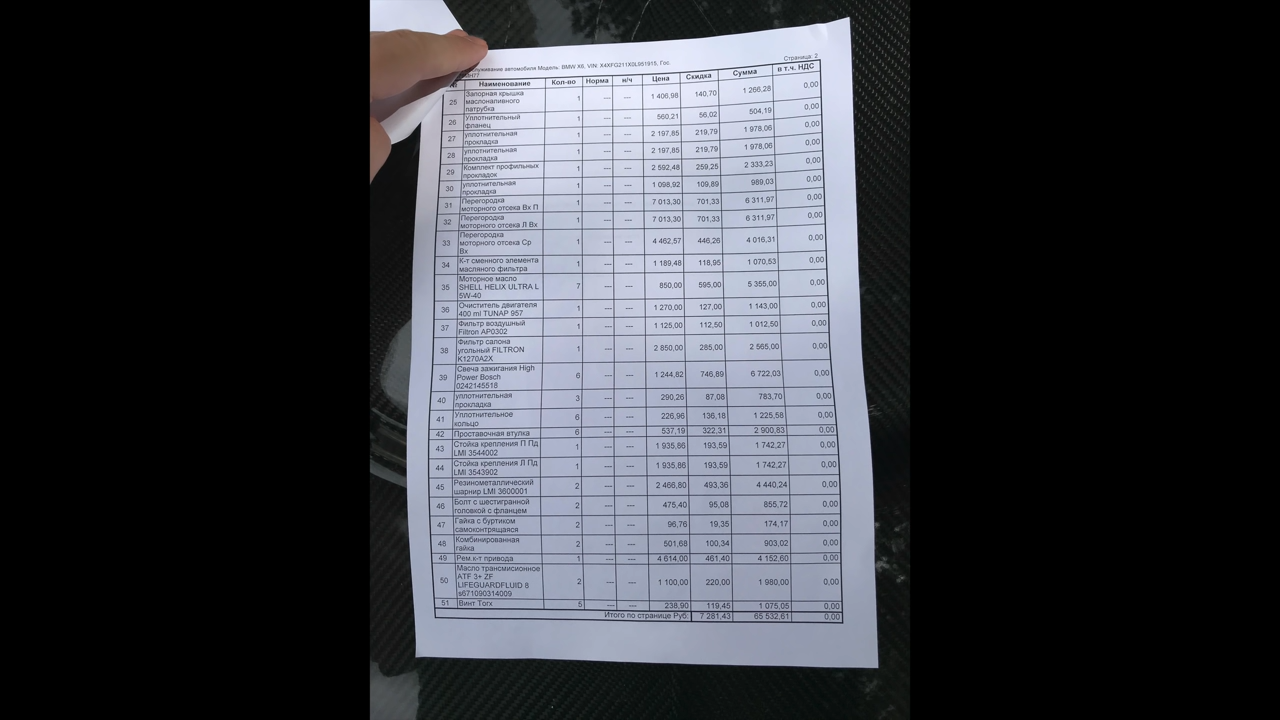 Страница: 2
служивание автомобиля Модель: BMW X6, VIN: X4XFG211X0L951915, Гос.
№ Наименование Кол-во Норма н/ч Цена Скидка Сумма в т.ч. НДС
25 Запорная крышка маслоналивного патрубка 1 --- --- 1 406,98 140,70 1 266,28 0,00
26 Уплотнительный фланец 1 --- --- 560,21 56,02 504,19 0,00
27 уплотнительная прокладка 1 --- --- 2 197,85 219,79 1 978,06 0,00
28 уплотнительная прокладка 1 --- --- 2 197,85 219,79 1 978,06 0,00
29 Комплект профильных прокладок 1 --- --- 2 592,48 259,25 2 333,23 0,00
30 уплотнительная прокладка 1 --- --- 1 098,92 109,89 989,03 0,00
31 Перегородка моторного отсека Вх П 1 --- --- 7 013,30 701,33 6 311,97 0,00
32 Перегородка моторного отсека Л Вх 1 --- --- 7 013,30 701,33 6 311,97 0,00
33 Перегородка моторного отсека Ср Вх 1 --- --- 4 462,57 446,26 4 016,31 0,00
34 К-т сменного элемента масляного фильтра 1 --- --- 1 189,48 118,95 1 070,53 0,00
35 Моторное масло SHELL HELIX ULTRA L 5W-40 7 --- --- 850,00 595,00 5 355,00 0,00
36 Очиститель двигателя 400 ml TUNAP 957 1 --- --- 1 270,00 127,00 1 143,00 0,00
37 Фильтр воздушный Filtron AP0302 1 --- --- 1 125,00 112,50 1 012,50 0,00
38 Фильтр салона угольный FILTRON K1270A2X 1 --- --- 2 850,00 285,00 2 565,00 0,00
39 Свеча зажигания High Power Bosch 0242145518 6 --- --- 1 244,82 746,89 6 722,03 0,00
40 уплотнительная прокладка 3 --- --- 290,26 87,08 783,70 0,00
41 Уплотнительное кольцо 6 --- --- 226,96 136,18 1 225,58 0,00
42 Проставочная втулка 6 --- --- 537,19 322,31 2 900,83 0,00
43 Стойка крепления П Пд LMI 3544002 1 --- --- 1 935,86 193,59 1 742,27 0,00
44 Стойка крепления Л Пд LMI 3543902 1 --- --- 1 935,86 193,59 1 742,27 0,00
45 Резинометаллический шарнир LMI 3600001 2 --- --- 2 466,80 493,36 4 440,24 0,00
46 Болт с шестигранной головкой с фланцем 2 --- --- 475,40 95,08 855,72 0,00
47 Гайка с буртиком самоконтрящаяся 2 --- --- 96,76 19,35 174,17 0,00
48 Комбинированная гайка 2 --- --- 501,68 100,34 903,02 0,00
49 Рем.к-т привода 1 --- --- 4 614,00 461,40 4 152,60 0,00
50 Масло трансмисионное ATF 3+ ZF LIFEGUARDFLUID 8 s671090314009 2 --- --- 1 100,00 220,00 1 980,00 0,00
51 Винт Torx 5 --- --- 238,90 119,45 1 075,05 0,00
Итого по странице Руб: 7 281,43 65 532,61 0,00